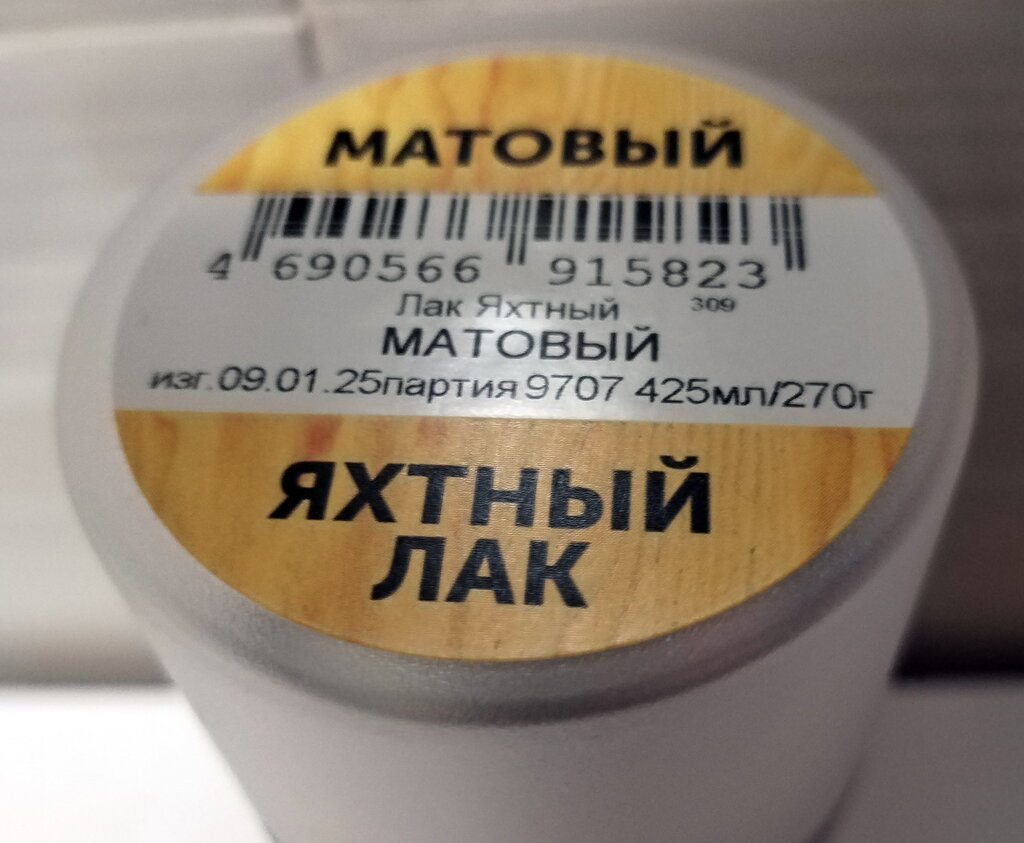 МАТОВЫЙ
4 690566 915823
Лак Яхтный 309
МАТОВЫЙ
изг. 09.01.25партия 9707 425мл/270г
ЯХТНЫЙ
ЛАК